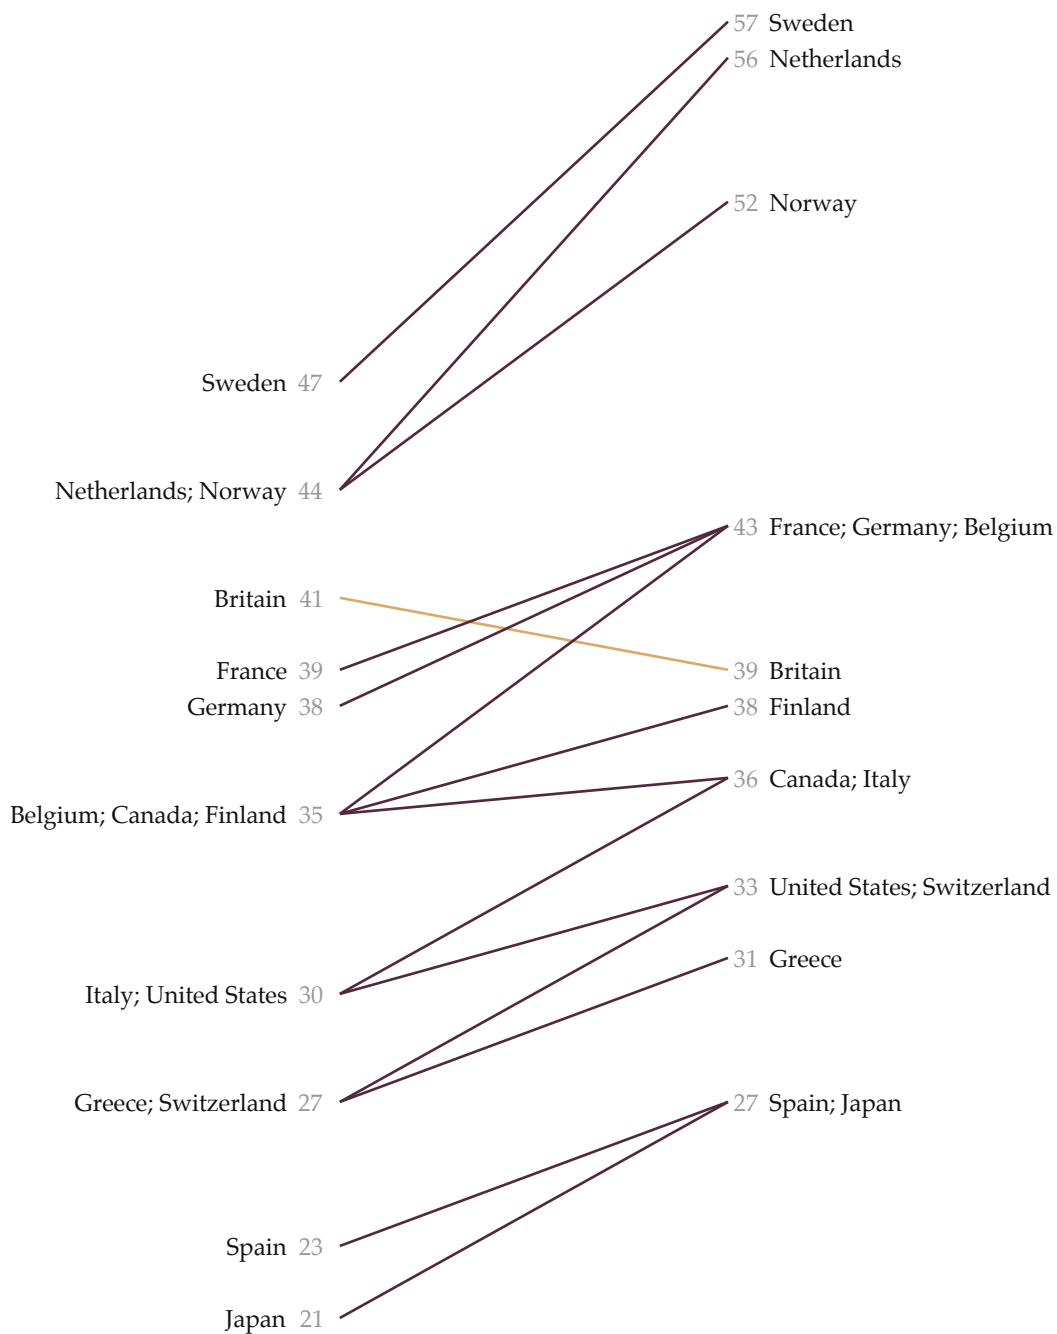 57 Sweden
56 Netherlands
52 Norway
Sweden 47
Netherlands; Norway 44
43 France; Germany; Belgium
Britain 41
France 39
39 Britain
Germany 38
38 Finland
36 Canada; Italy
Belgium; Canada; Finland 35
33 United States; Switzerland
31 Greece
Italy; United States 30
Greece; Switzerland 27
27 Spain; Japan
Spain 23
Japan 21